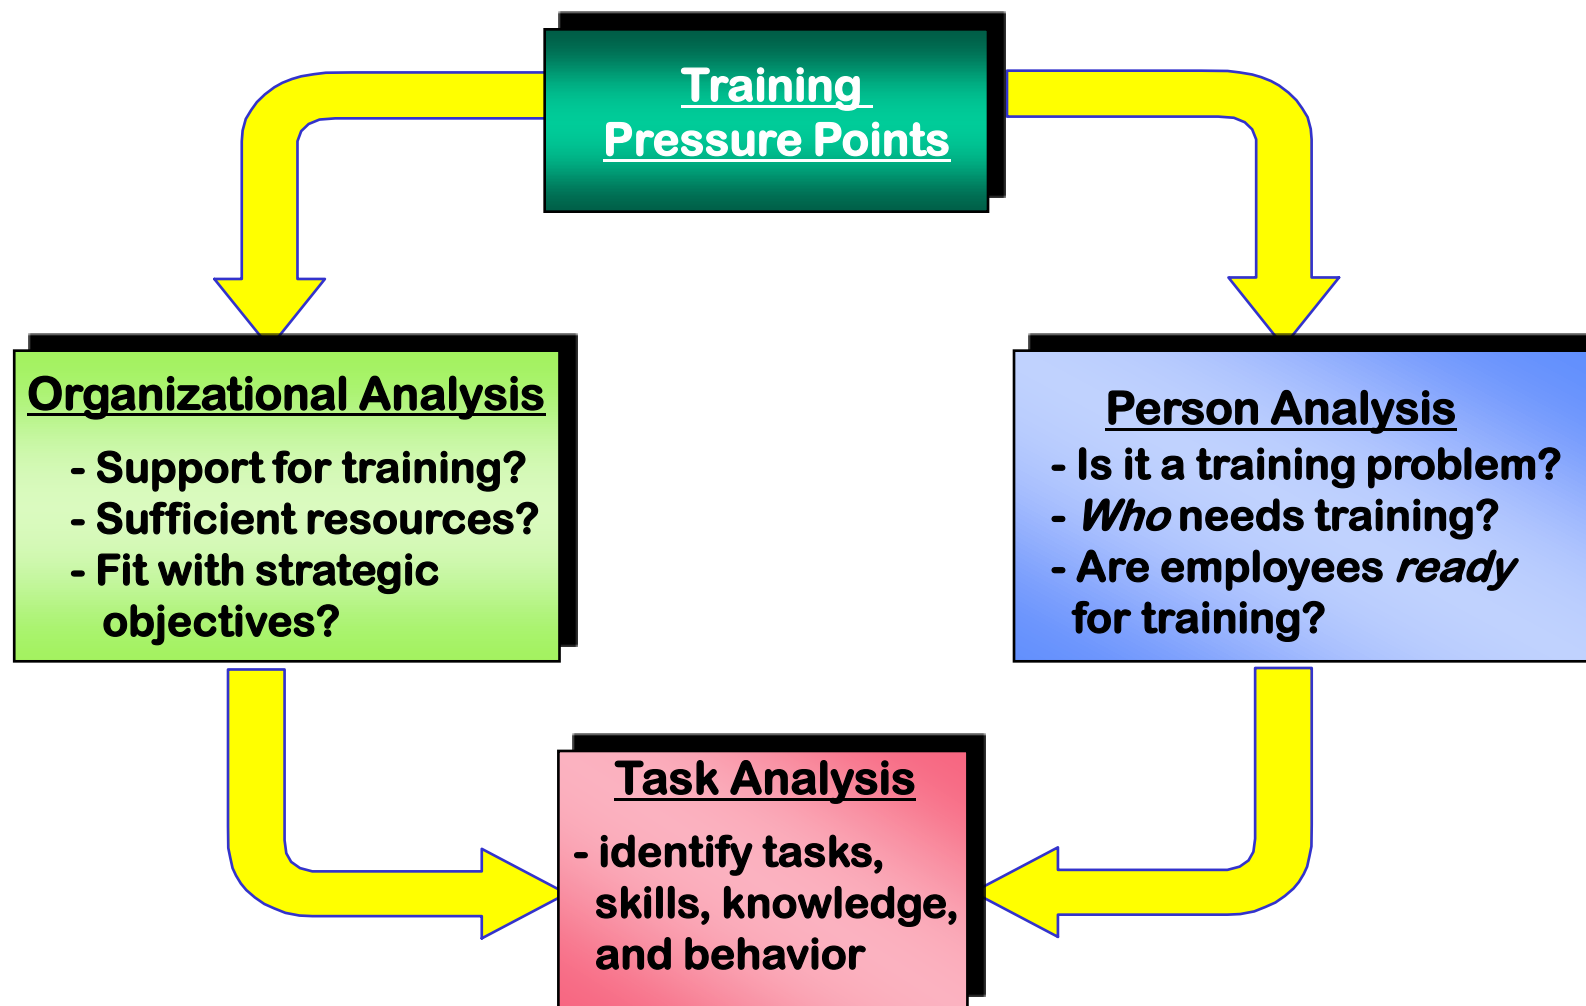 Training
Pressure Points
Organizational Analysis
- Support for training?
- Sufficient resources?
- Fit with strategic
objectives?
Person Analysis
- Is it a training problem?
- Who needs training?
- Are employees ready
for training?
Task Analysis
- identify tasks,
skills, knowledge,
and behavior